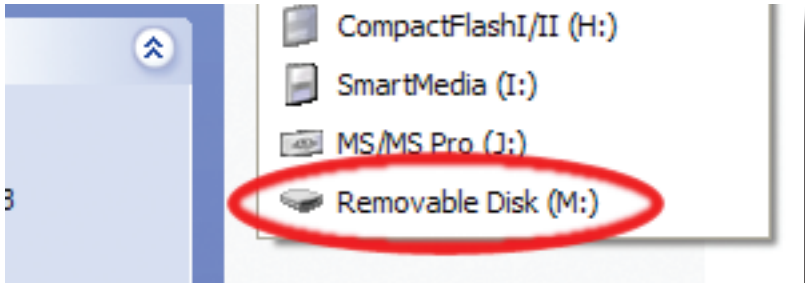 CompactFlashI/II (H:)
SmartMedia (I:)
MS/MS Pro (J:)
Removable Disk (M:)